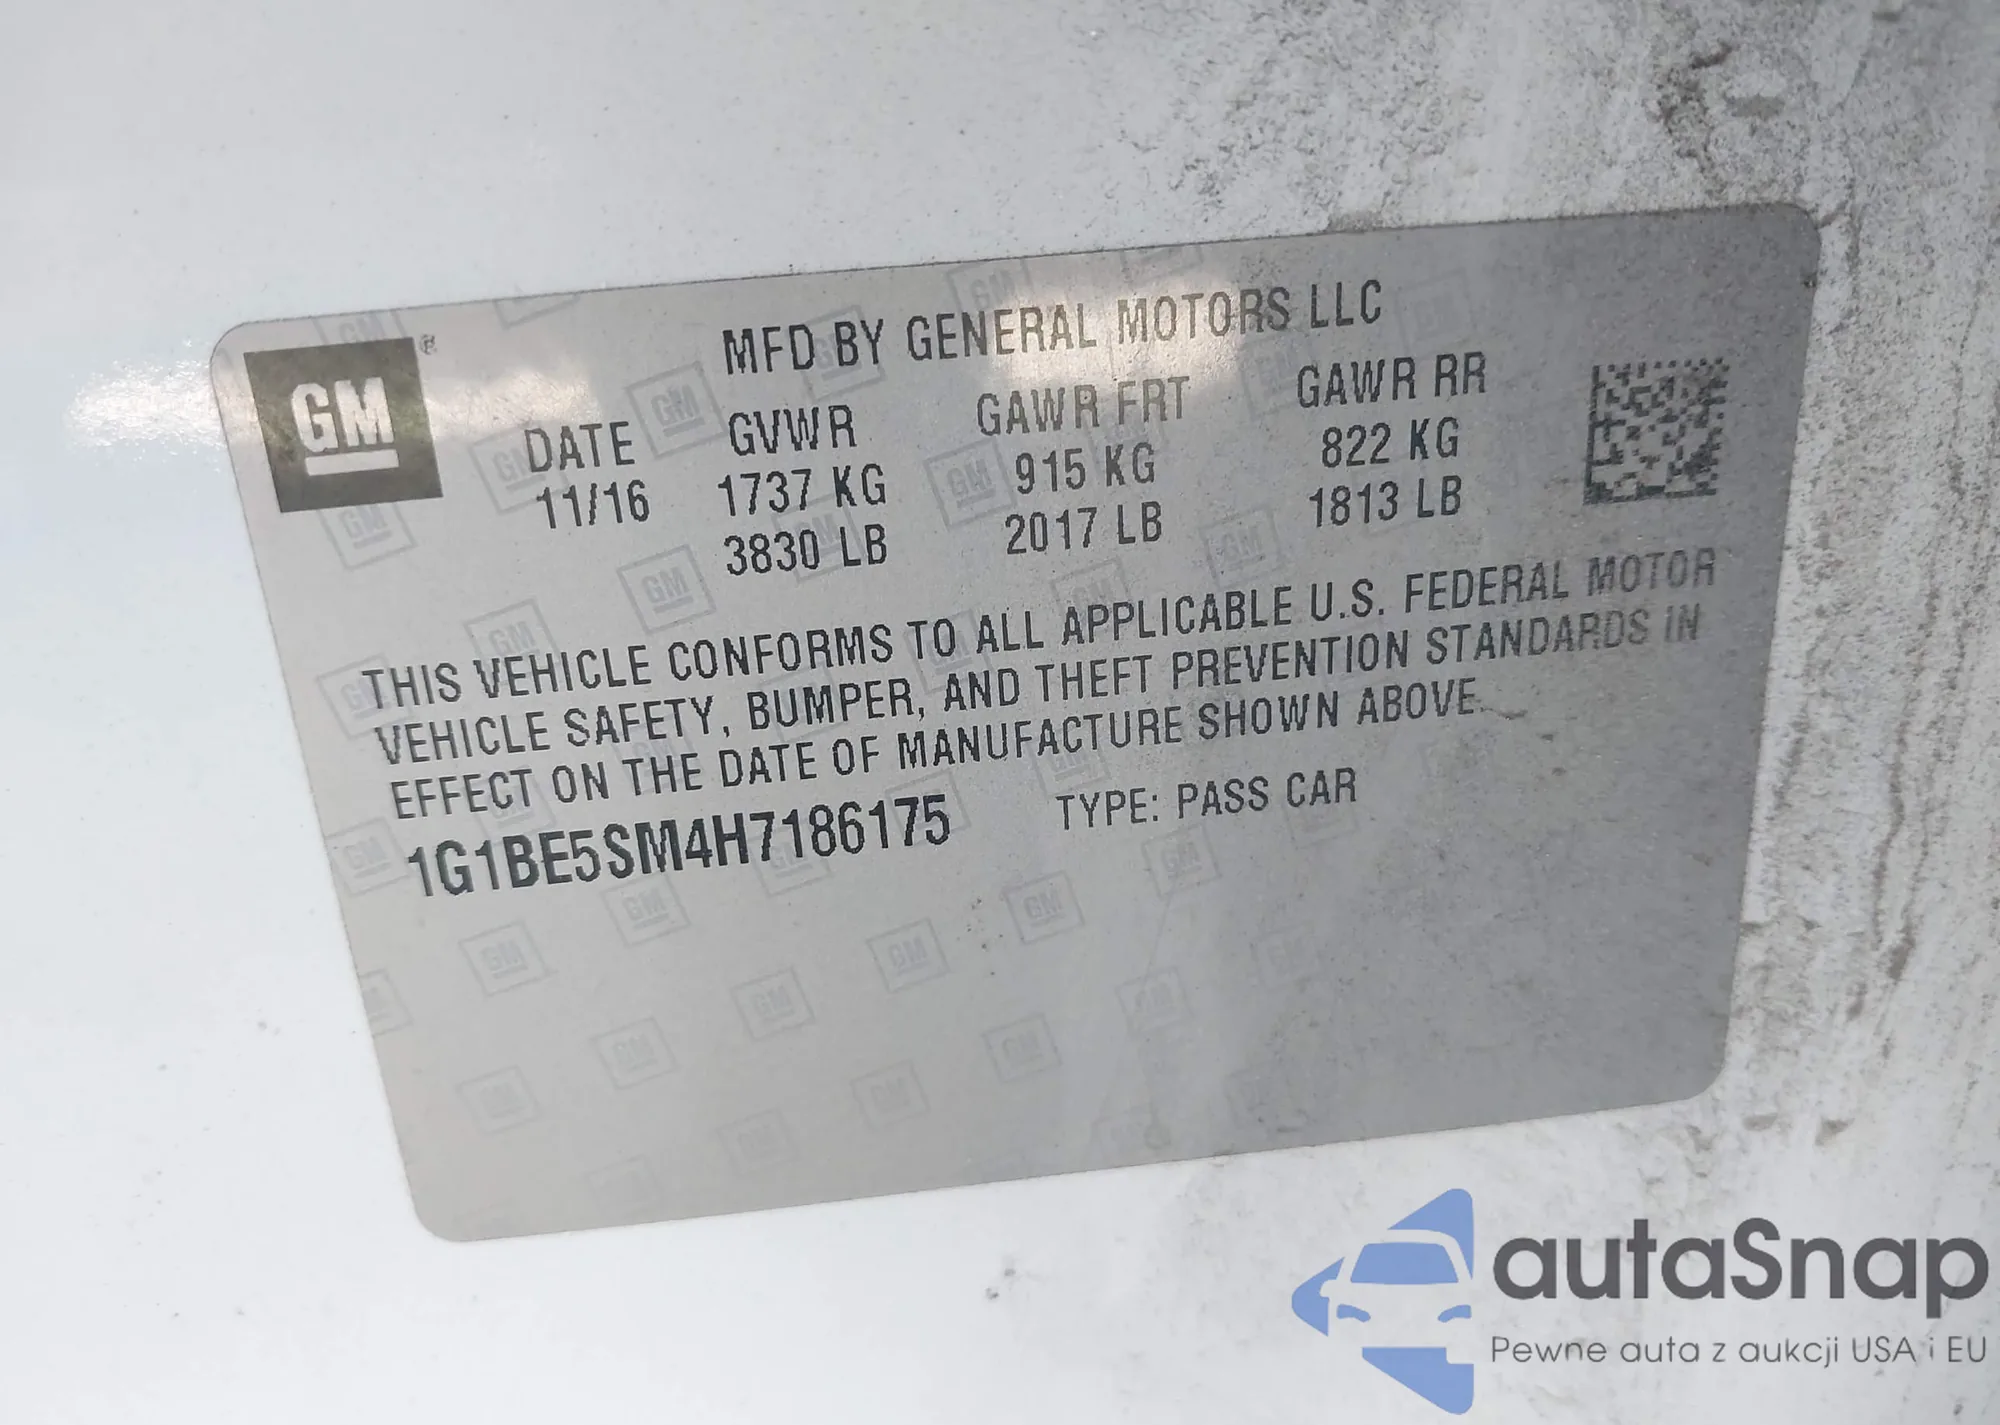 GM ®
MFD BY GENERAL MOTORS LLC
DATE GVWR GAWR FRT GAWR RR
11/16 1737 KG 915 KG 822 KG
3830 LB 2017 LB 1813 LB
THIS VEHICLE CONFORMS TO ALL APPLICABLE U.S. FEDERAL MOTOR
VEHICLE SAFETY, BUMPER, AND THEFT PREVENTION STANDARDS IN
EFFECT ON THE DATE OF MANUFACTURE SHOWN ABOVE.
1G1BE5SM4H7186175 TYPE: PASS CAR
autaSnap
Pewne auta z aukcji USA i EU